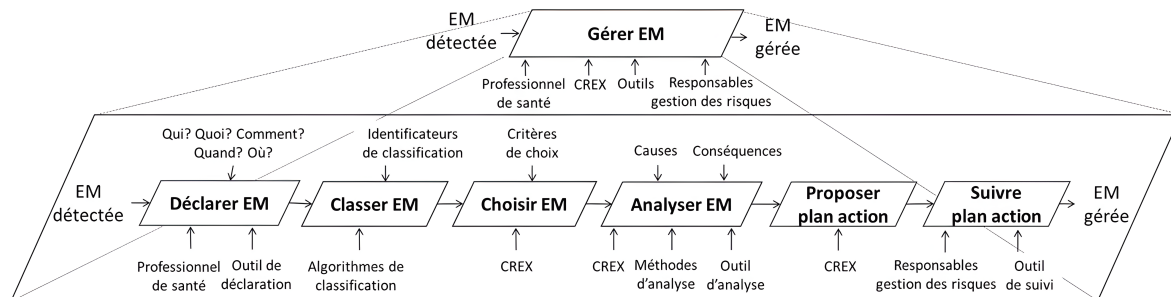 EM
détectée
Gérer EM
EM
gérée
Professionnel
de santé
CREX
Outils
Responsables
gestion des risques
Qui? Quoi? Comment?
Quand? Où?
Identificateurs
de classification
Critères
de choix
Causes
Conséquences
EM
détectée
Déclarer EM
Classer EM
Choisir EM
Analyser EM
Proposer
plan action
Suivre
plan action
EM
gérée
Professionnel
de santé
Outil de
déclaration
Algorithmes de
classification
CREX
CREX
Méthodes
d'analyse
Outil
d'analyse
CREX
Responsables
gestion des risques
Outil
de suivi